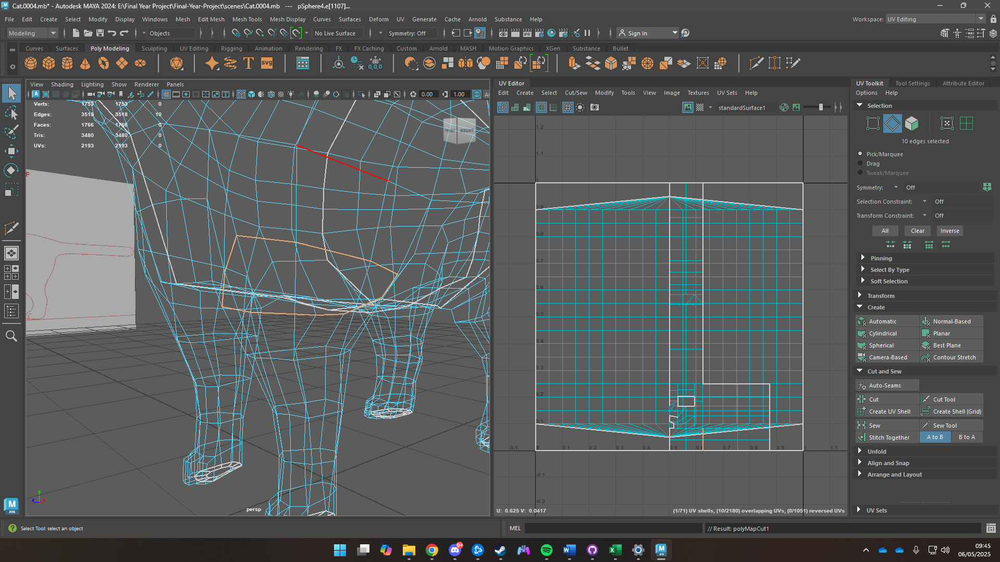 Cat.0004.mb* - Autodesk MAYA 2024: E:\Final Year Project\Final-Year-Project\scenes\Cat.0004.mb --- pSphere4.e[1107]...
File Edit Create Select Modify Display Windows Mesh Edit Mesh Mesh Tools Mesh Display Curves Surfaces Deform UV Generate Cache Arnold Substance Help
Workspace: UV Editing
Modeling Objects No Live Surface Symmetry: Off IPR Sign In
Curves Surfaces Poly Modeling Sculpting UV Editing Rigging Animation Rendering FX FX Caching Custom Arnold MASH Motion Graphics XGen Substance Bullet
T svg 0,0,0
View Shading Lighting Show Renderer Panels
0.00 1.00 ON
Verts: 1753 1753 0
Edges: 3518 3518 10
Faces: 1766 1766 0
Tris: 3480 3480 0
UVs: 2193 2193 0
FRONT RIGHT
F
persp
y
z x
UV Editor
Edit Create Select Cut/Sew Modify Tools View Image Textures UV Sets Help
standardSurface1 RGB
1.2
1.1
1
0.9
0.8
0.7
0.6
0.5
0.4
0.3
0.2
0.1
-0.1 0 0.1 0.2 0.3 0.4 0.5 0.6 0.7 0.8 0.9 1 1.1
-0.1
-0.2
U: 0.625 V: 0.0417 (1/71) UV shells, (10/2180) overlapping UVs, (0/1051) reversed UVs
UV Toolkit Tool Settings Attribute Editor
Options Help
Selection
10 edges selected
Pick/Marquee
Drag
Tweak/Marquee
Symmetry: Off
Selection Constraint: Off
Transform Constraint: Off
All Clear Inverse
Pinning
Select By Type
Soft Selection
Transform
Create
Automatic Normal-Based
Cylindrical Planar
Spherical Best Plane
Camera-Based Contour Stretch
Cut and Sew
Auto-Seams
Cut Cut Tool
Create UV Shell Create Shell (Grid)
Sew Sew Tool
Stitch Together A to B B to A
Unfold
Align and Snap
Arrange and Layout
UV Sets
M
AYA
Select Tool: select an object
MEL // Result: polyMapCut1
9+
09:45
06/05/2025